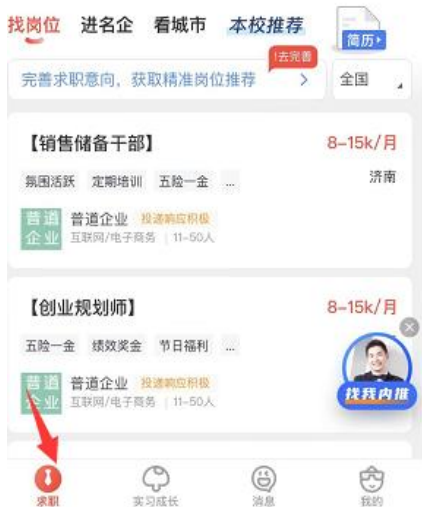 找岗位 进名企 看城市 本校推荐 简历
!去完善
完善求职意向，获取精准岗位推荐 > 全国
【销售储备干部】 8-15k/月
氛围活跃 定期培训 五险一金 ... 济南
普道企业 普道企业 投递响应积极
互联网/电子商务 | 11-50人
【创业规划师】 8-15k/月
五险一金 绩效奖金 节日福利 ...
普道企业 普道企业 投递响应积极
互联网/电子商务 | 11-50人
找我内推
求职 实习成长 消息 我的